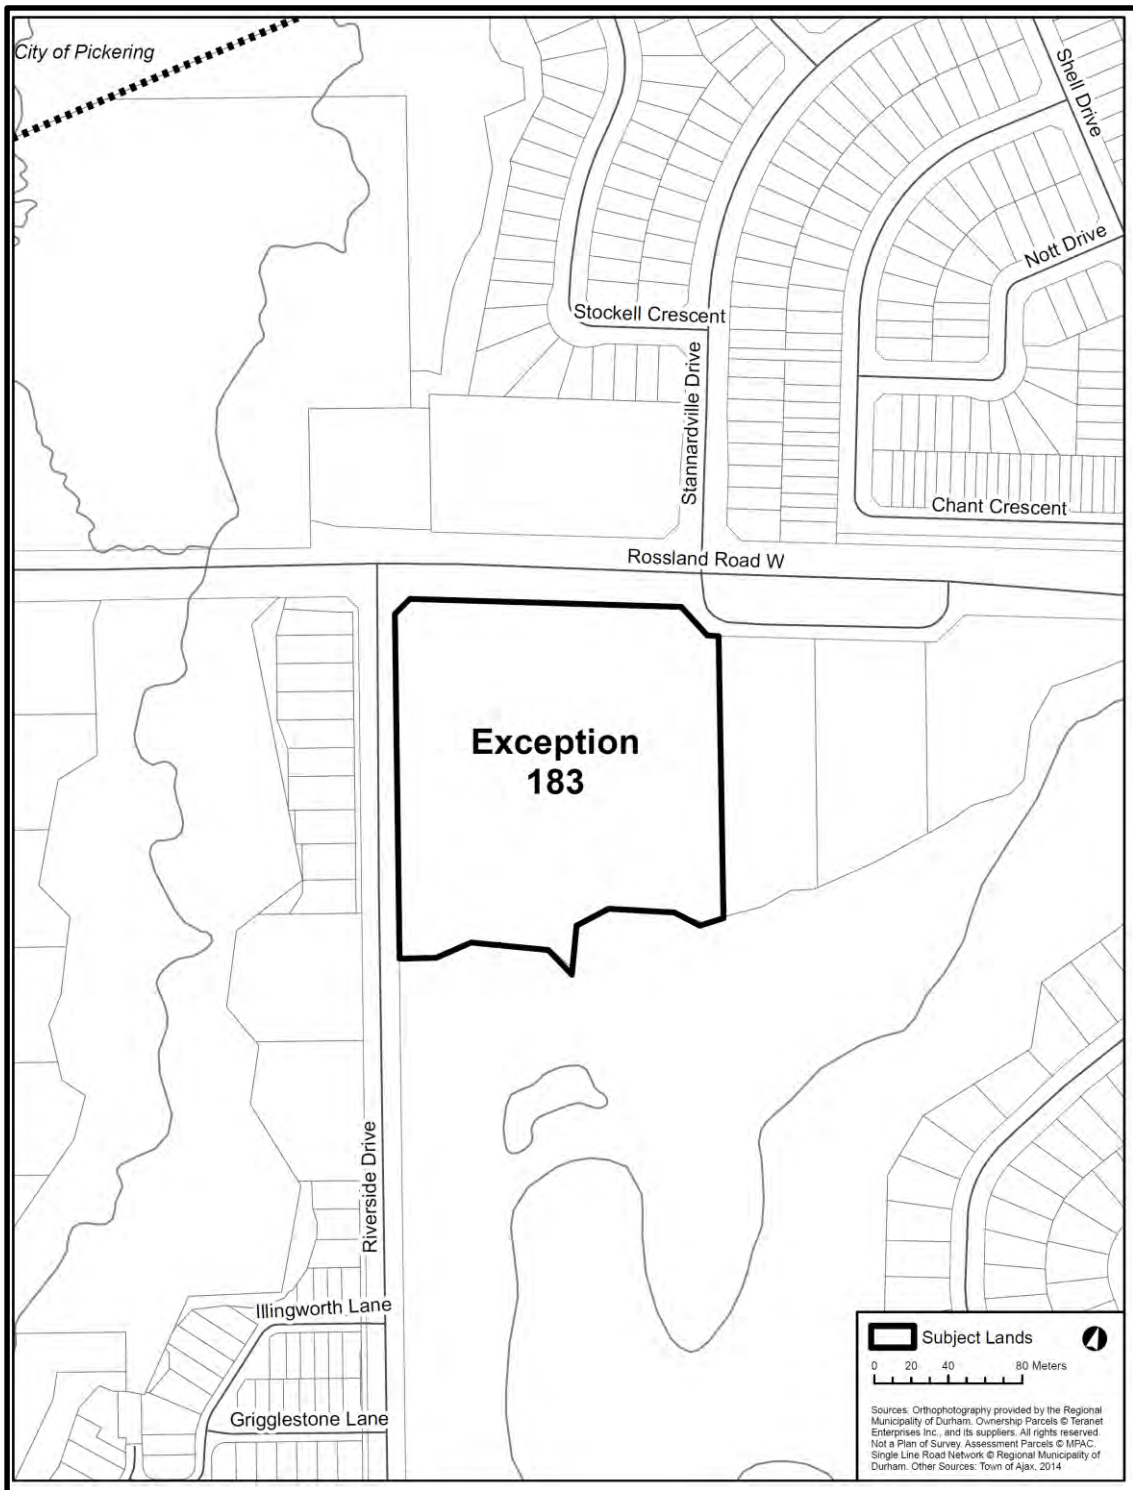 City of Pickering
Shell Drive
Nott Drive
Stockell Crescent
Stannardville Drive
Chant Crescent
Rossland Road W
Exception
183
Riverside Drive
Illingworth Lane
Grigglestone Lane
Subject Lands
0 20 40 80 Meters
Sources: Orthophotography provided by the Regional
Municipality of Durham. Ownership Parcels © Teranet
Enterprises Inc., and its suppliers. All rights reserved.
Not a Plan of Survey. Assessment Parcels © MPAC.
Single Line Road Network © Regional Municipality of
Durham. Other Sources: Town of Ajax, 2014